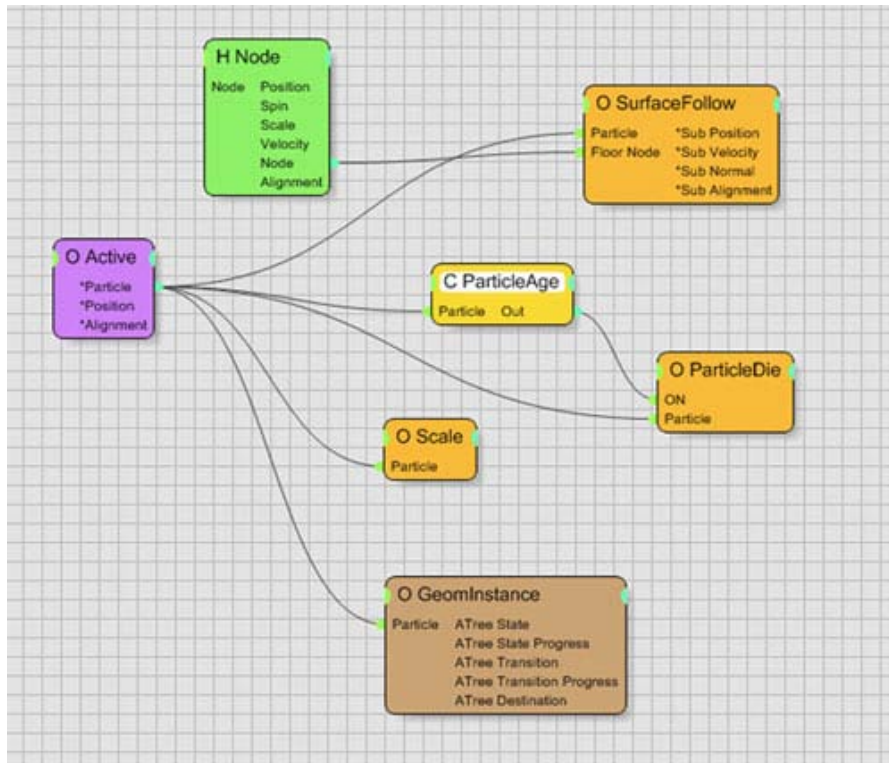 H Node
Node Position
Spin
Scale
Velocity
Node
Alignment
O SurfaceFollow
Particle *Sub Position
Floor Node *Sub Velocity
*Sub Normal
*Sub Alignment
O Active
*Particle
*Position
*Alignment
C ParticleAge
Particle Out
O ParticleDie
ON
Particle
O Scale
Particle
O GeomInstance
Particle ATree State
ATree State Progress
ATree Transition
ATree Transition Progress
ATree Destination